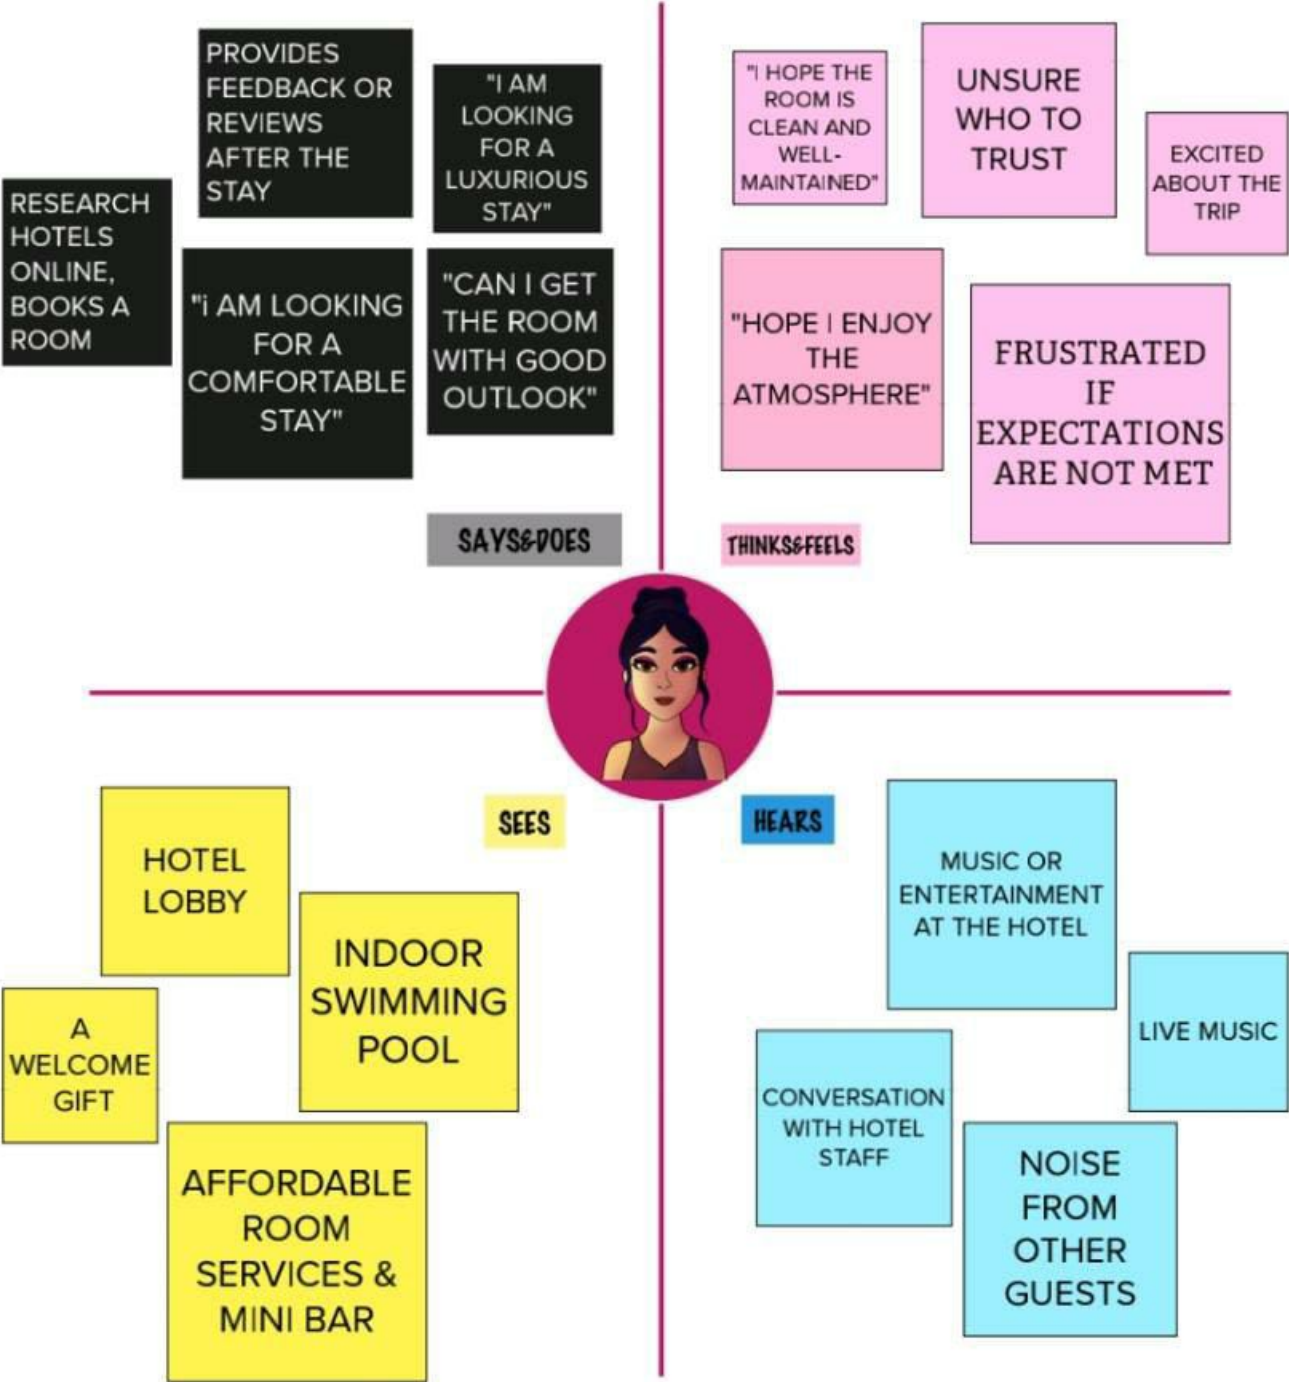 PROVIDES
FEEDBACK OR
REVIEWS
AFTER THE
STAY
"I AM
LOOKING
FOR A
LUXURIOUS
STAY"
RESEARCH
HOTELS
ONLINE,
BOOKS A
ROOM
"i AM LOOKING
FOR A
COMFORTABLE
STAY"
"CAN I GET
THE ROOM
WITH GOOD
OUTLOOK"
SAYS&DOES
"I HOPE THE
ROOM IS
CLEAN AND
WELL-
MAINTAINED"
UNSURE
WHO TO
TRUST
EXCITED
ABOUT THE
TRIP
"HOPE I ENJOY
THE
ATMOSPHERE"
FRUSTRATED
IF
EXPECTATIONS
ARE NOT MET
THINKS&FEELS
SEES
HOTEL
LOBBY
INDOOR
SWIMMING
POOL
A
WELCOME
GIFT
AFFORDABLE
ROOM
SERVICES &
MINI BAR
HEARS
MUSIC OR
ENTERTAINMENT
AT THE HOTEL
LIVE MUSIC
CONVERSATION
WITH HOTEL
STAFF
NOISE
FROM
OTHER
GUESTS